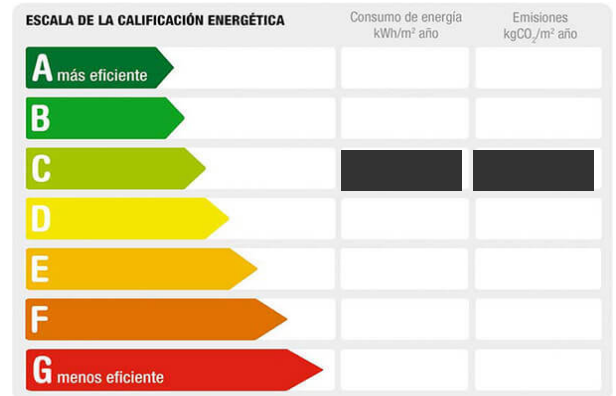 ESCALA DE LA CALIFICACIÓN ENERGÉTICA
Consumo de energía
kWh/m² año
Emisiones
kgCO₂/m² año
A más eficiente
B
C
D
E
F
G menos eficiente